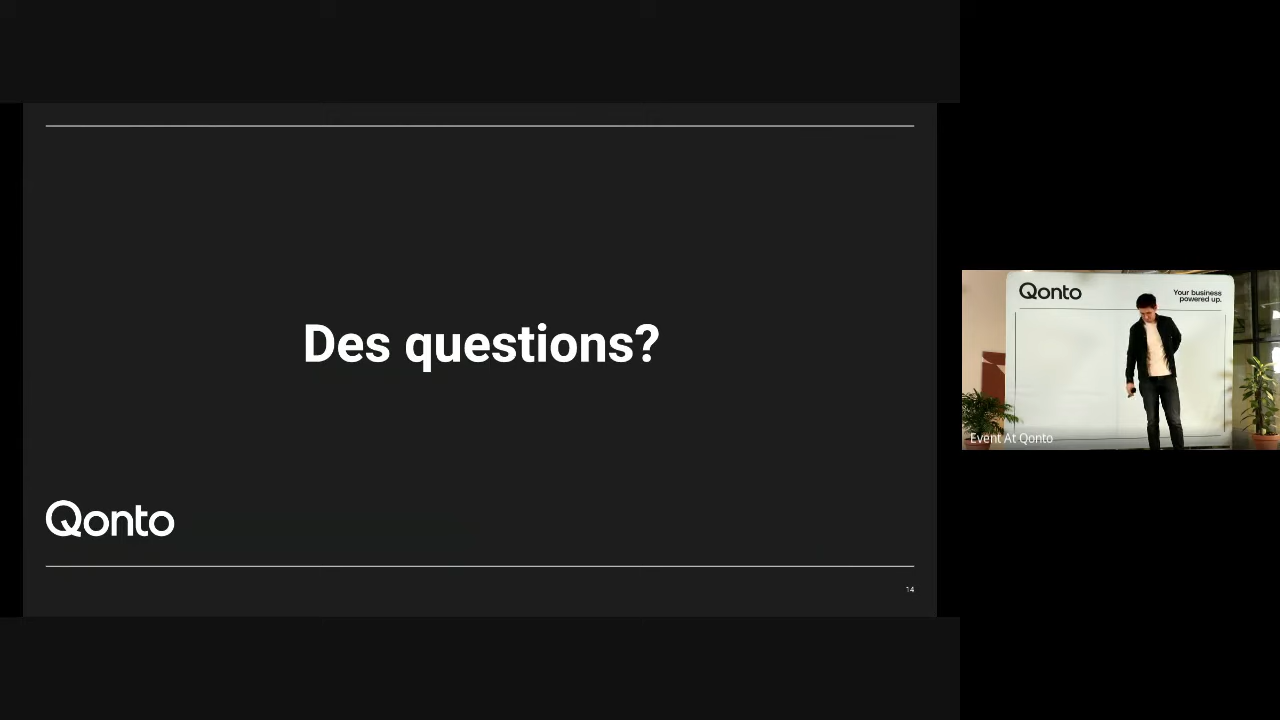 Des questions?
Qonto
14
Qonto
Your business
powered up.
Event At Qonto